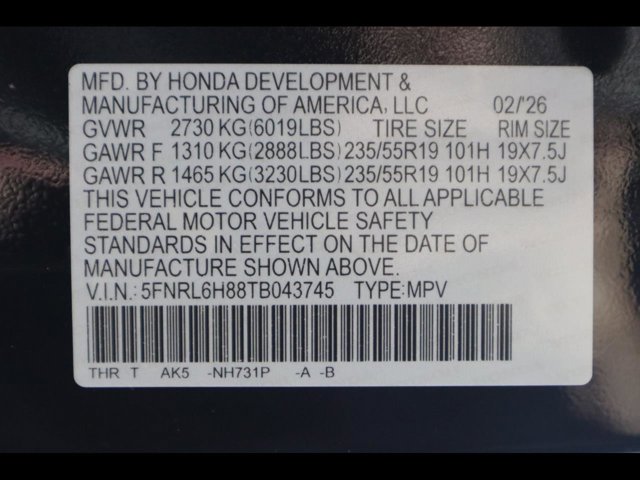 MFD. BY HONDA DEVELOPMENT &
MANUFACTURING OF AMERICA, LLC 02/'26
GVWR 2730 KG(6019LBS) TIRE SIZE RIM SIZE
GAWR F 1310 KG(2888LBS) 235/55R19 101H 19X7.5J
GAWR R 1465 KG(3230LBS) 235/55R19 101H 19X7.5J
THIS VEHICLE CONFORMS TO ALL APPLICABLE
FEDERAL MOTOR VEHICLE SAFETY
STANDARDS IN EFFECT ON THE DATE OF
MANUFACTURE SHOWN ABOVE.
V.I.N.: 5FNRL6H88TB043745 TYPE:MPV
THR T AK5 -NH731P -A -B